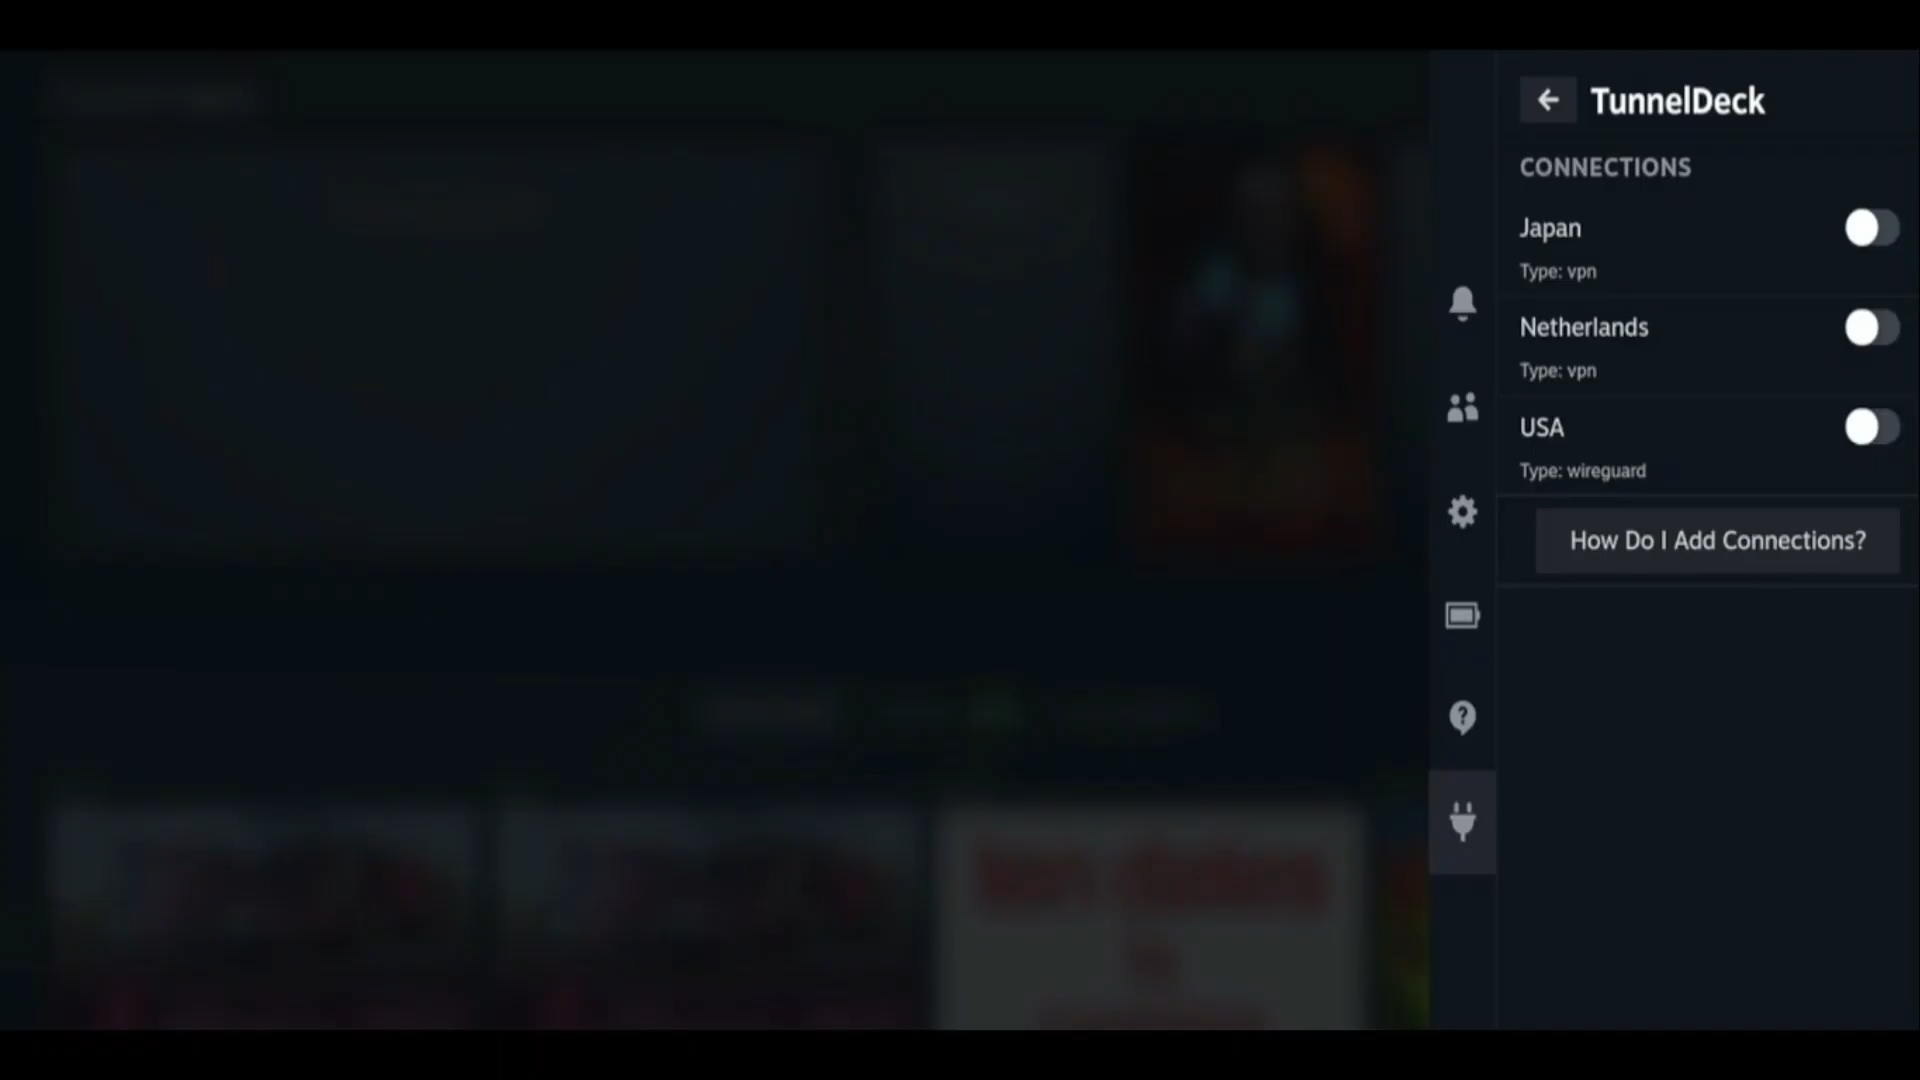 TunnelDeck
CONNECTIONS
Japan
Type: vpn
Netherlands
Type: vpn
USA
Type: wireguard
How Do I Add Connections?